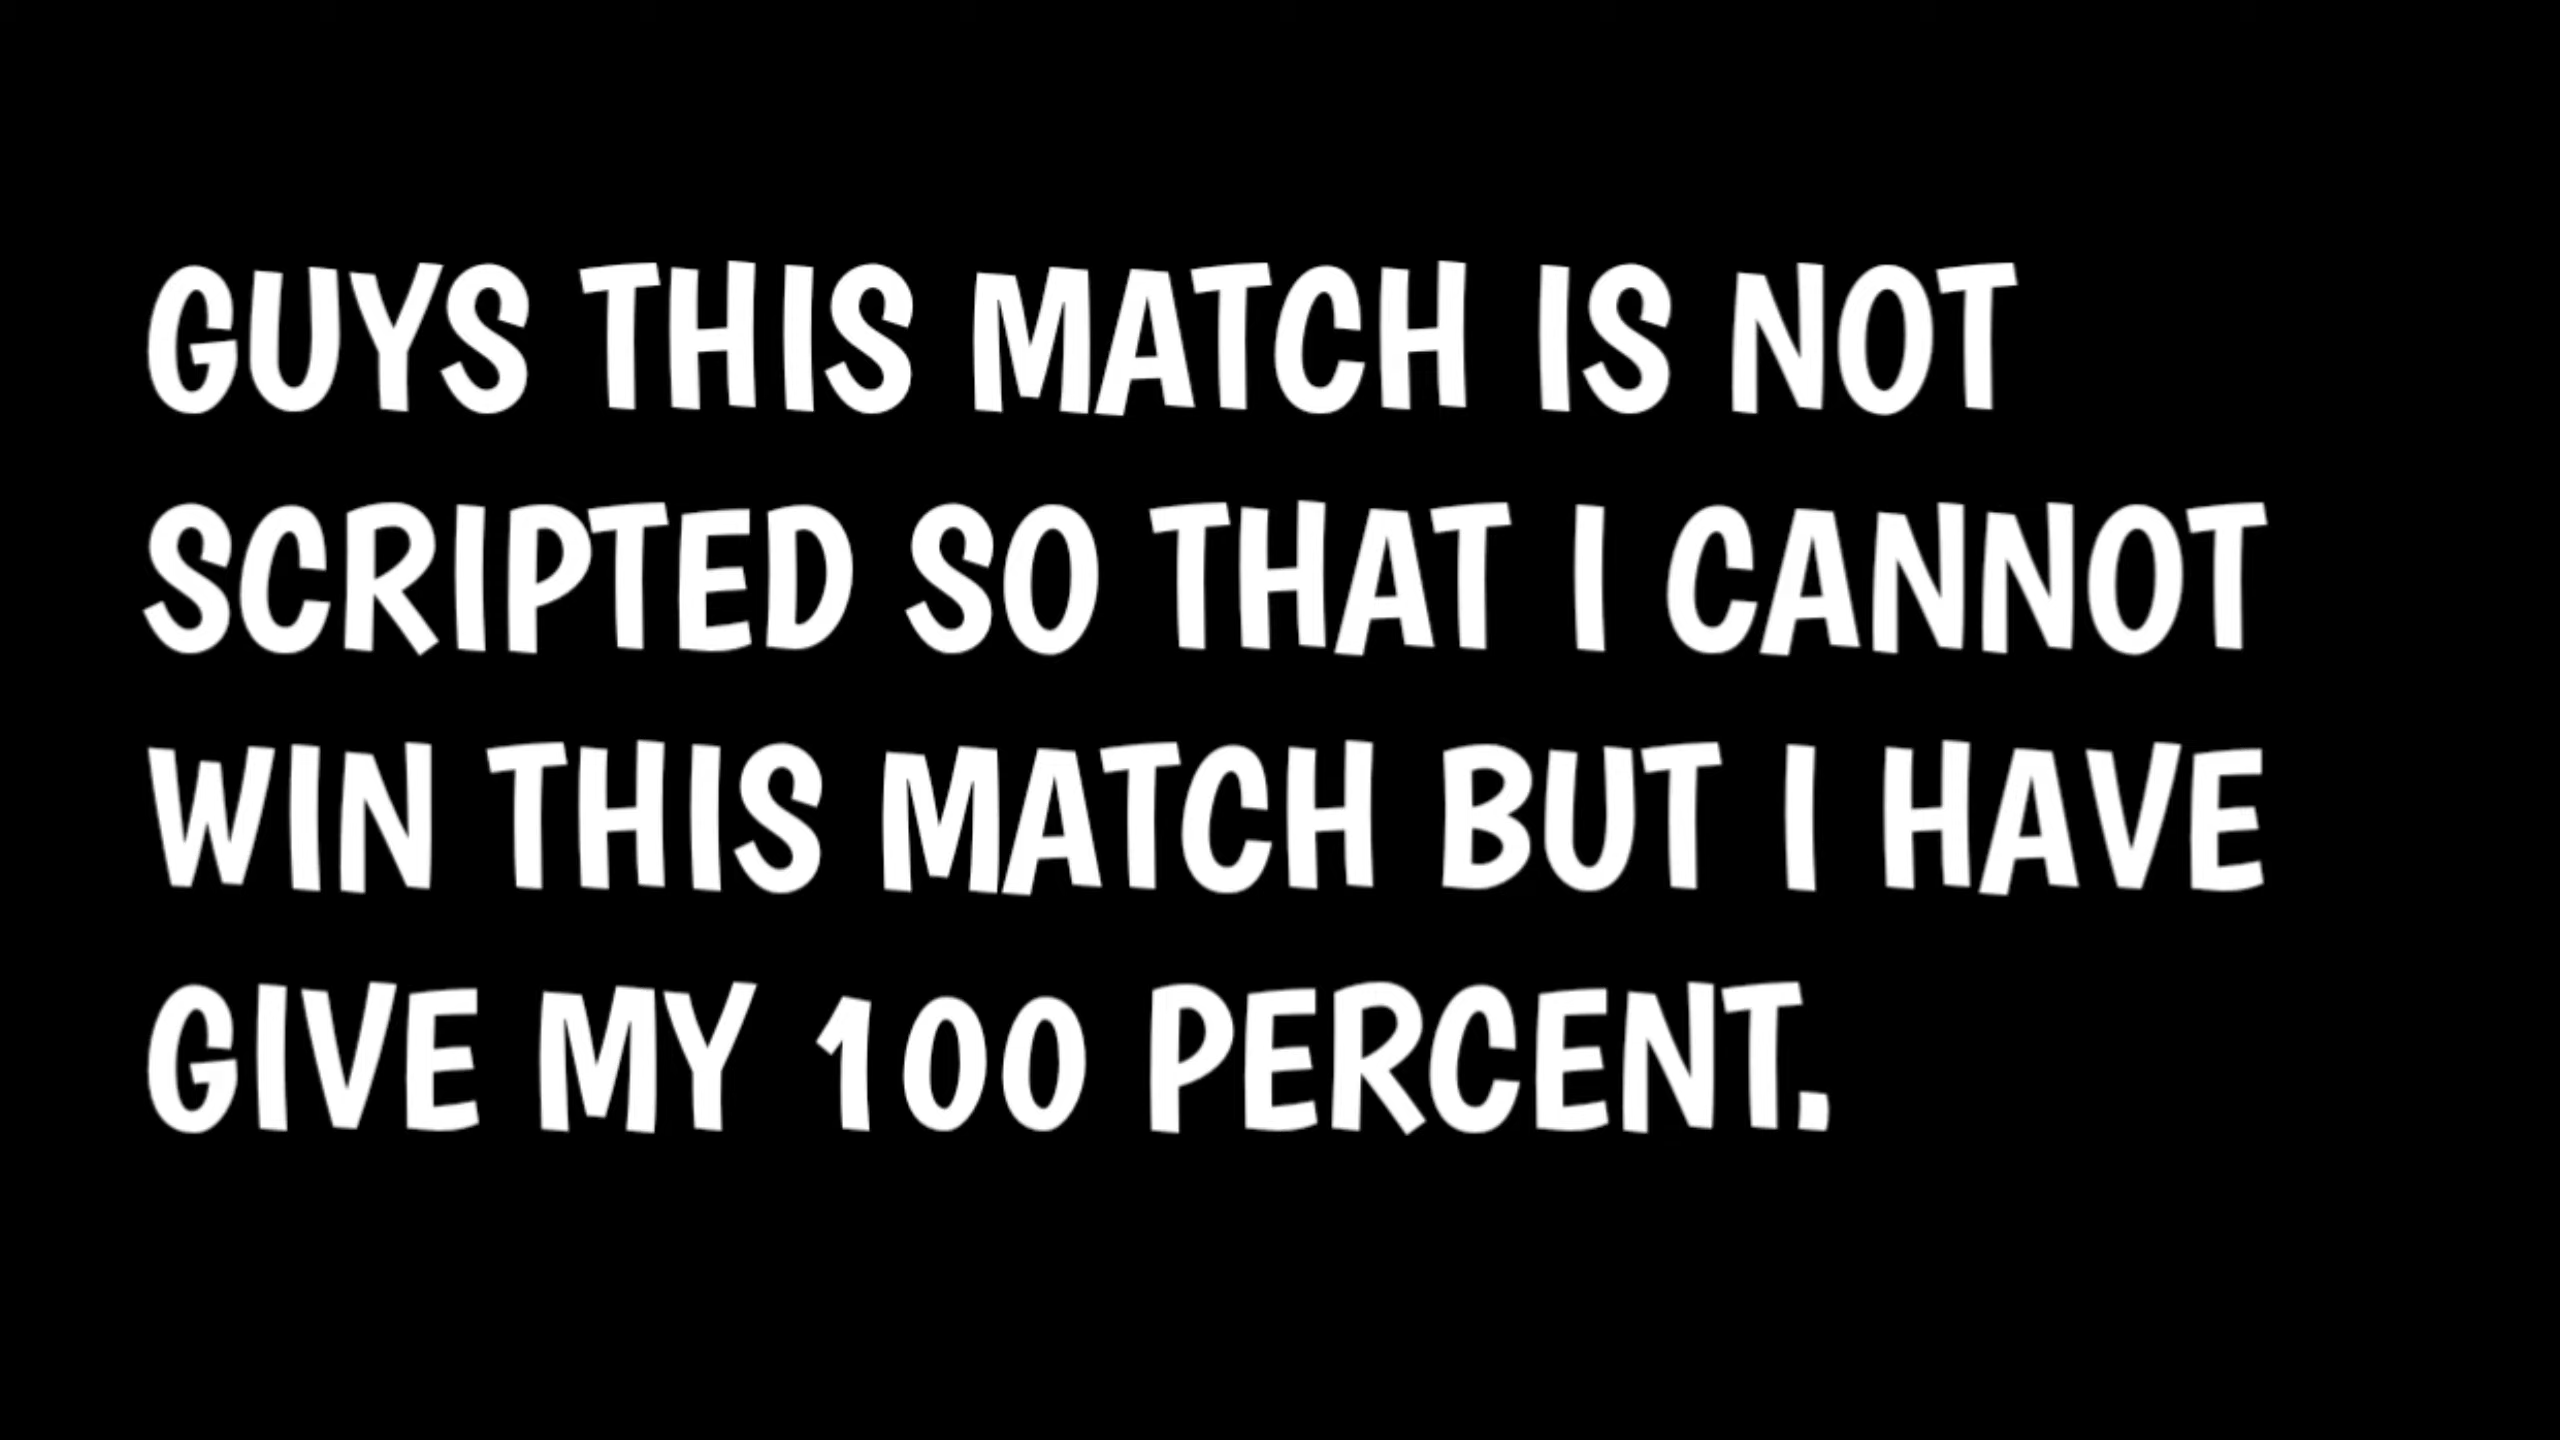 GUYS THIS MATCH IS NOT
SCRIPTED SO THAT I CANNOT
WIN THIS MATCH BUT I HAVE
GIVE MY 100 PERCENT.